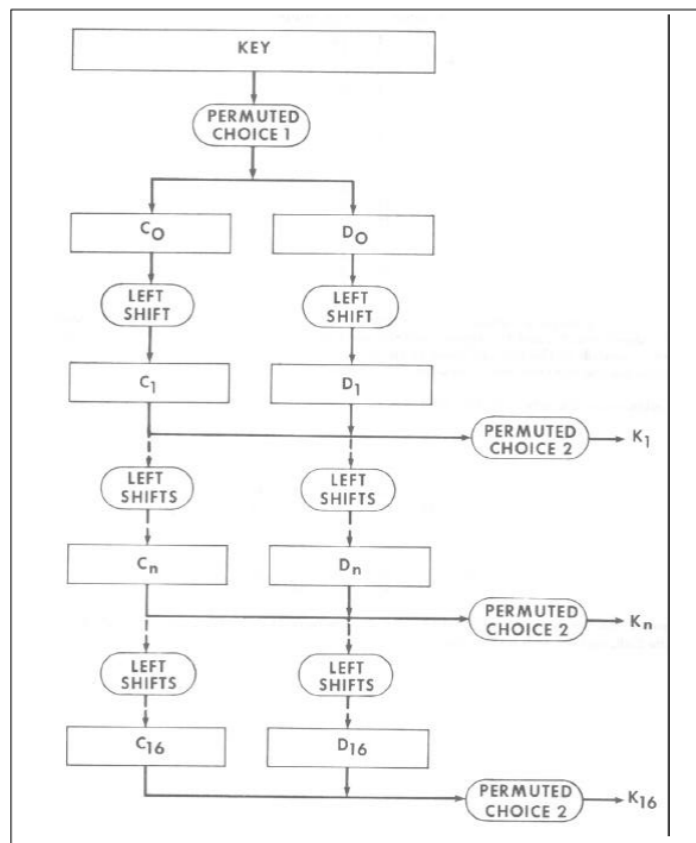 KEY
PERMUTED
CHOICE 1
C0 D0
LEFT LEFT
SHIFT SHIFT
C1 D1
PERMUTED
CHOICE 2 K1
LEFT LEFT
SHIFTS SHIFTS
Cn Dn
PERMUTED
CHOICE 2 Kn
LEFT LEFT
SHIFTS SHIFTS
C16 D16
PERMUTED
CHOICE 2 K16